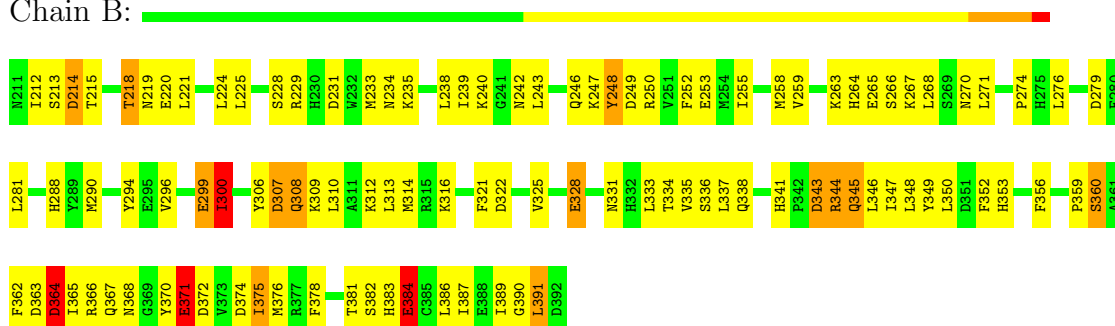 Chain B:
N211 I212 S213 D214 T215 T218 N219 E220 L221 L224 L225 S228 R229 H230 D231 W232 M233 N234 K235 L238 I239 K240 G241 N242 L243 Q246 K247 Y248 D249 R250 V251 F252 E253 M254 I255 M258 V259 K263 H264 E265 S266 K267 L268 S269 N270 L271 P274 H275 L276 D279 E280
L281 H288 Y289 M290 Y294 E295 V296 E299 I300 Y306 D307 Q308 K309 L310 A311 K312 L313 M314 R315 K316 F321 D322 V325 E328 N331 H332 L333 T334 V335 S336 L337 Q338 H341 P342 D343 R344 Q345 L346 I347 L348 Y349 L350 D351 F352 H353 F356 P359 S360 A361
F362 D363 D364 I365 R366 Q367 N368 G369 Y370 E371 D372 V373 D374 I375 M376 R377 F378 T381 S382 H383 E384 C385 L386 I387 E388 I389 G390 L391 D392